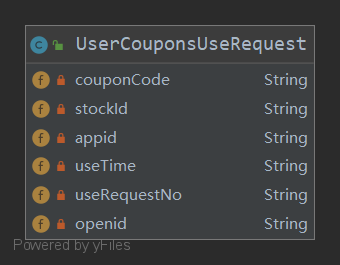 UserCouponsUseRequest
couponCode String
stockId String
appid String
useTime String
useRequestNo String
openid String
Powered by yFiles